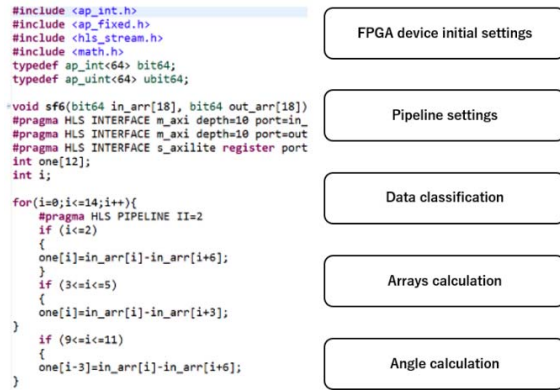 #include <ap_int.h>
#include <ap_fixed.h>
#include <hls_stream.h>
#include <math.h>
typedef ap_int<64> bit64;
typedef ap_uint<64> ubit64;
void sf6(bit64 in_arr[18], bit64 out_arr[18])
#pragma HLS INTERFACE m_axi depth=10 port=in_
#pragma HLS INTERFACE m_axi depth=10 port=out
#pragma HLS INTERFACE s_axilite register port
int one[12];
int i;
for(i=0;i<=14;i++){
#pragma HLS PIPELINE II=2
if (i<=2)
{
one[i]=in_arr[i]-in_arr[i+6];
}
if (3<=i<=5)
{
one[i]=in_arr[i]-in_arr[i+3];
}
if (9<=i<=11)
{
one[i-3]=in_arr[i]-in_arr[i+6];
}
FPGA device initial settings
Pipeline settings
Data classification
Arrays calculation
Angle calculation